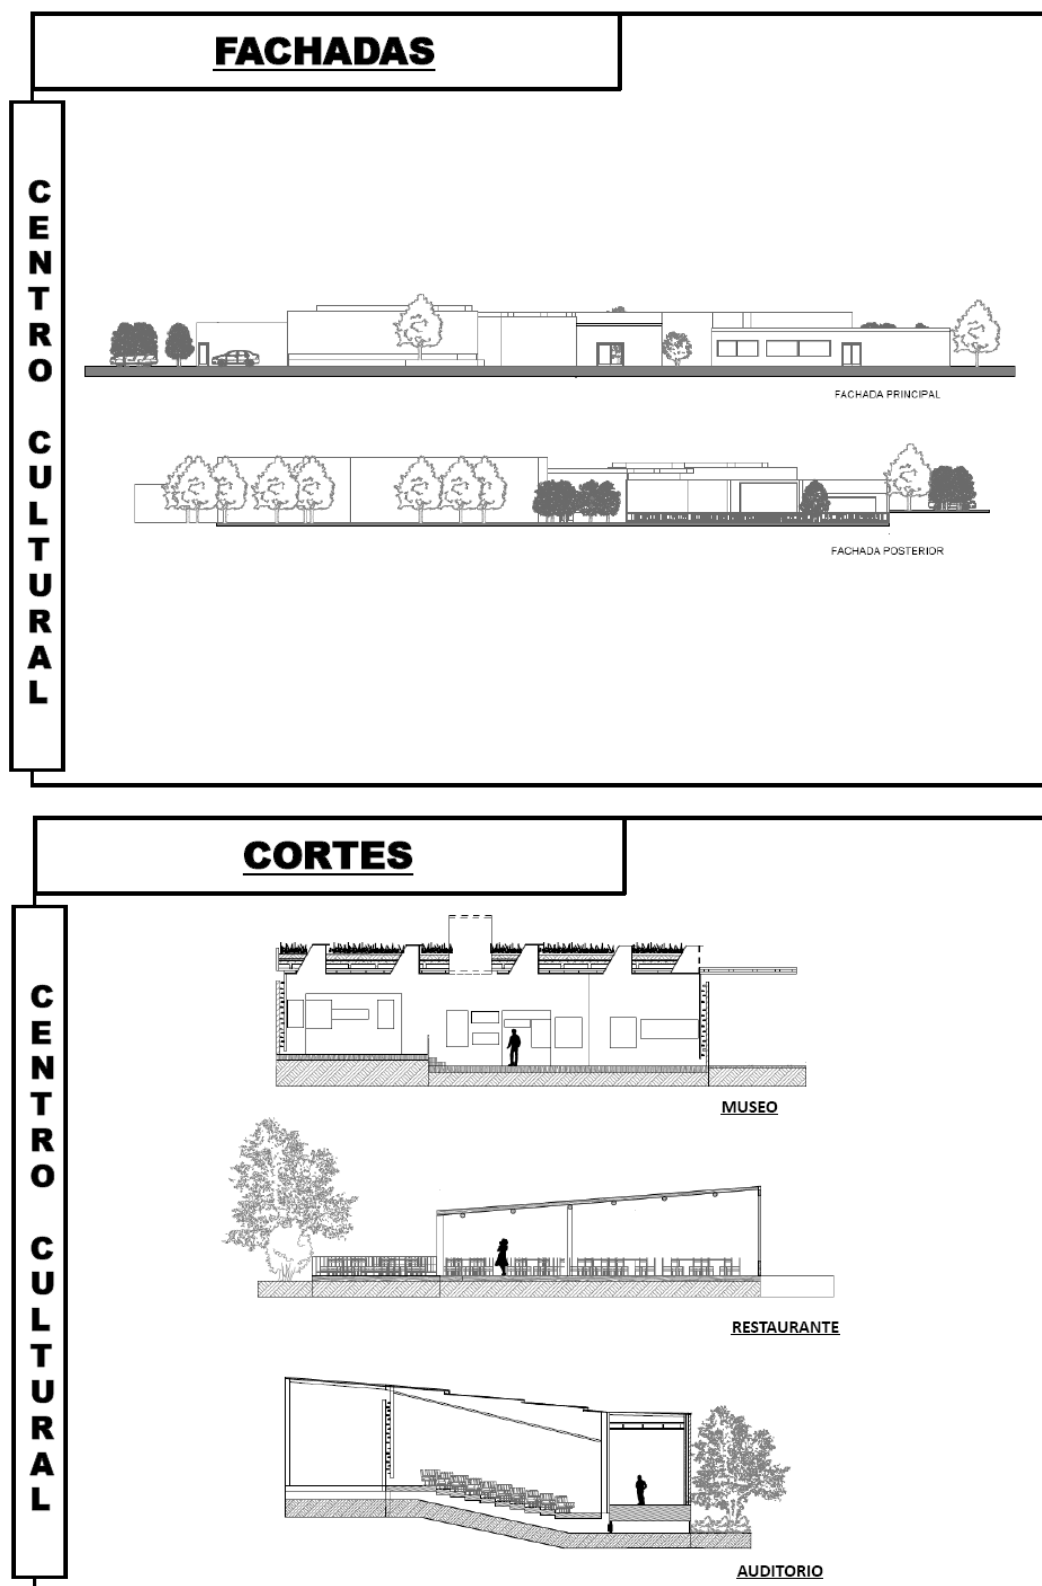 FACHADAS
CENTRO CULTURAL
FACHADA PRINCIPAL
FACHADA POSTERIOR
CORTES
CENTRO CULTURAL
MUSEO
RESTAURANTE
AUDITORIO